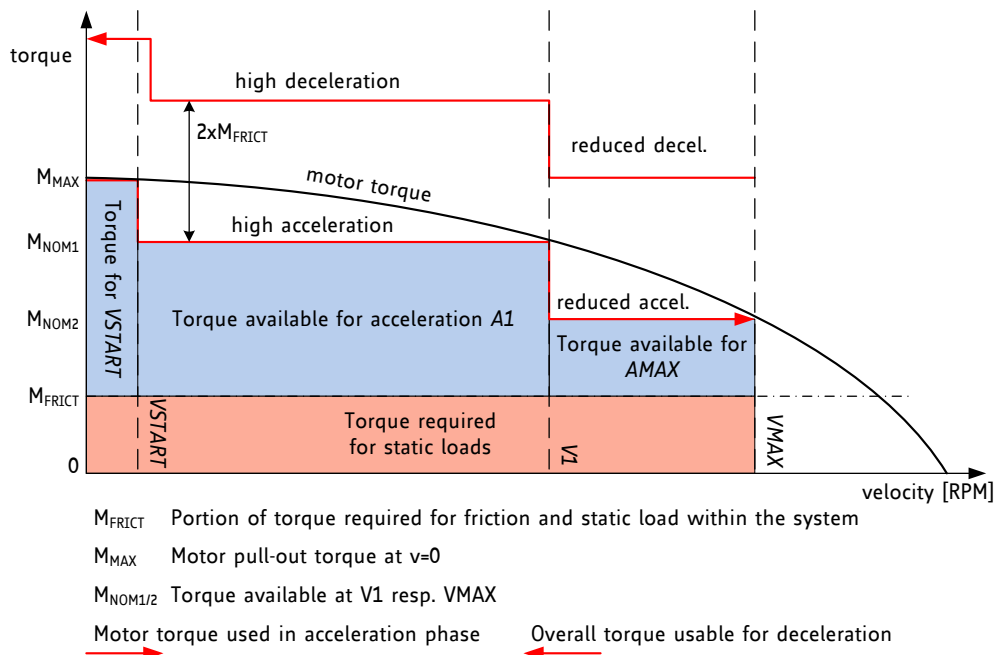 torque
high deceleration
2xMFRICT
reduced decel.
MMAX
motor torque
Torque for VSTART
MNOM1
high acceleration
MNOM2
reduced accel.
Torque available for acceleration A1
Torque available for
AMAX
MFRICT
VSTART
Torque required
for static loads
V1
VMAX
0
velocity [RPM]
MFRICT Portion of torque required for friction and static load within the system
MMAX Motor pull-out torque at v=0
MNOM1/2 Torque available at V1 resp. VMAX
Motor torque used in acceleration phase Overall torque usable for deceleration